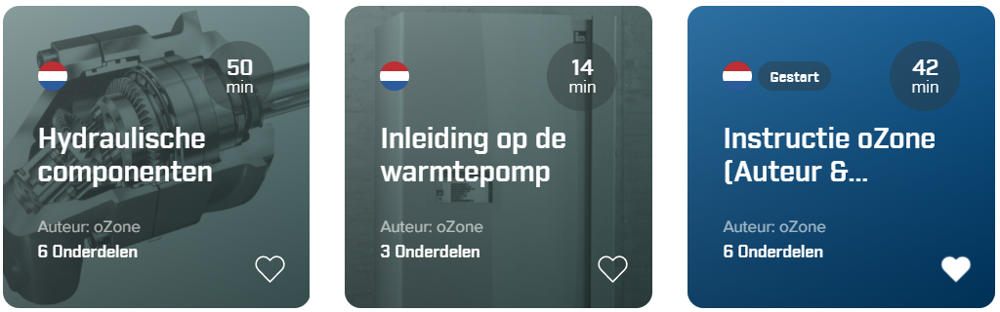 50
min
Hydraulische
componenten
Auteur: oZone
6 Onderdelen
14
min
Inleiding op de
warmtepomp
Auteur: oZone
3 Onderdelen
Gestart
42
min
Instructie oZone
(Auteur &...
Auteur: oZone
6 Onderdelen